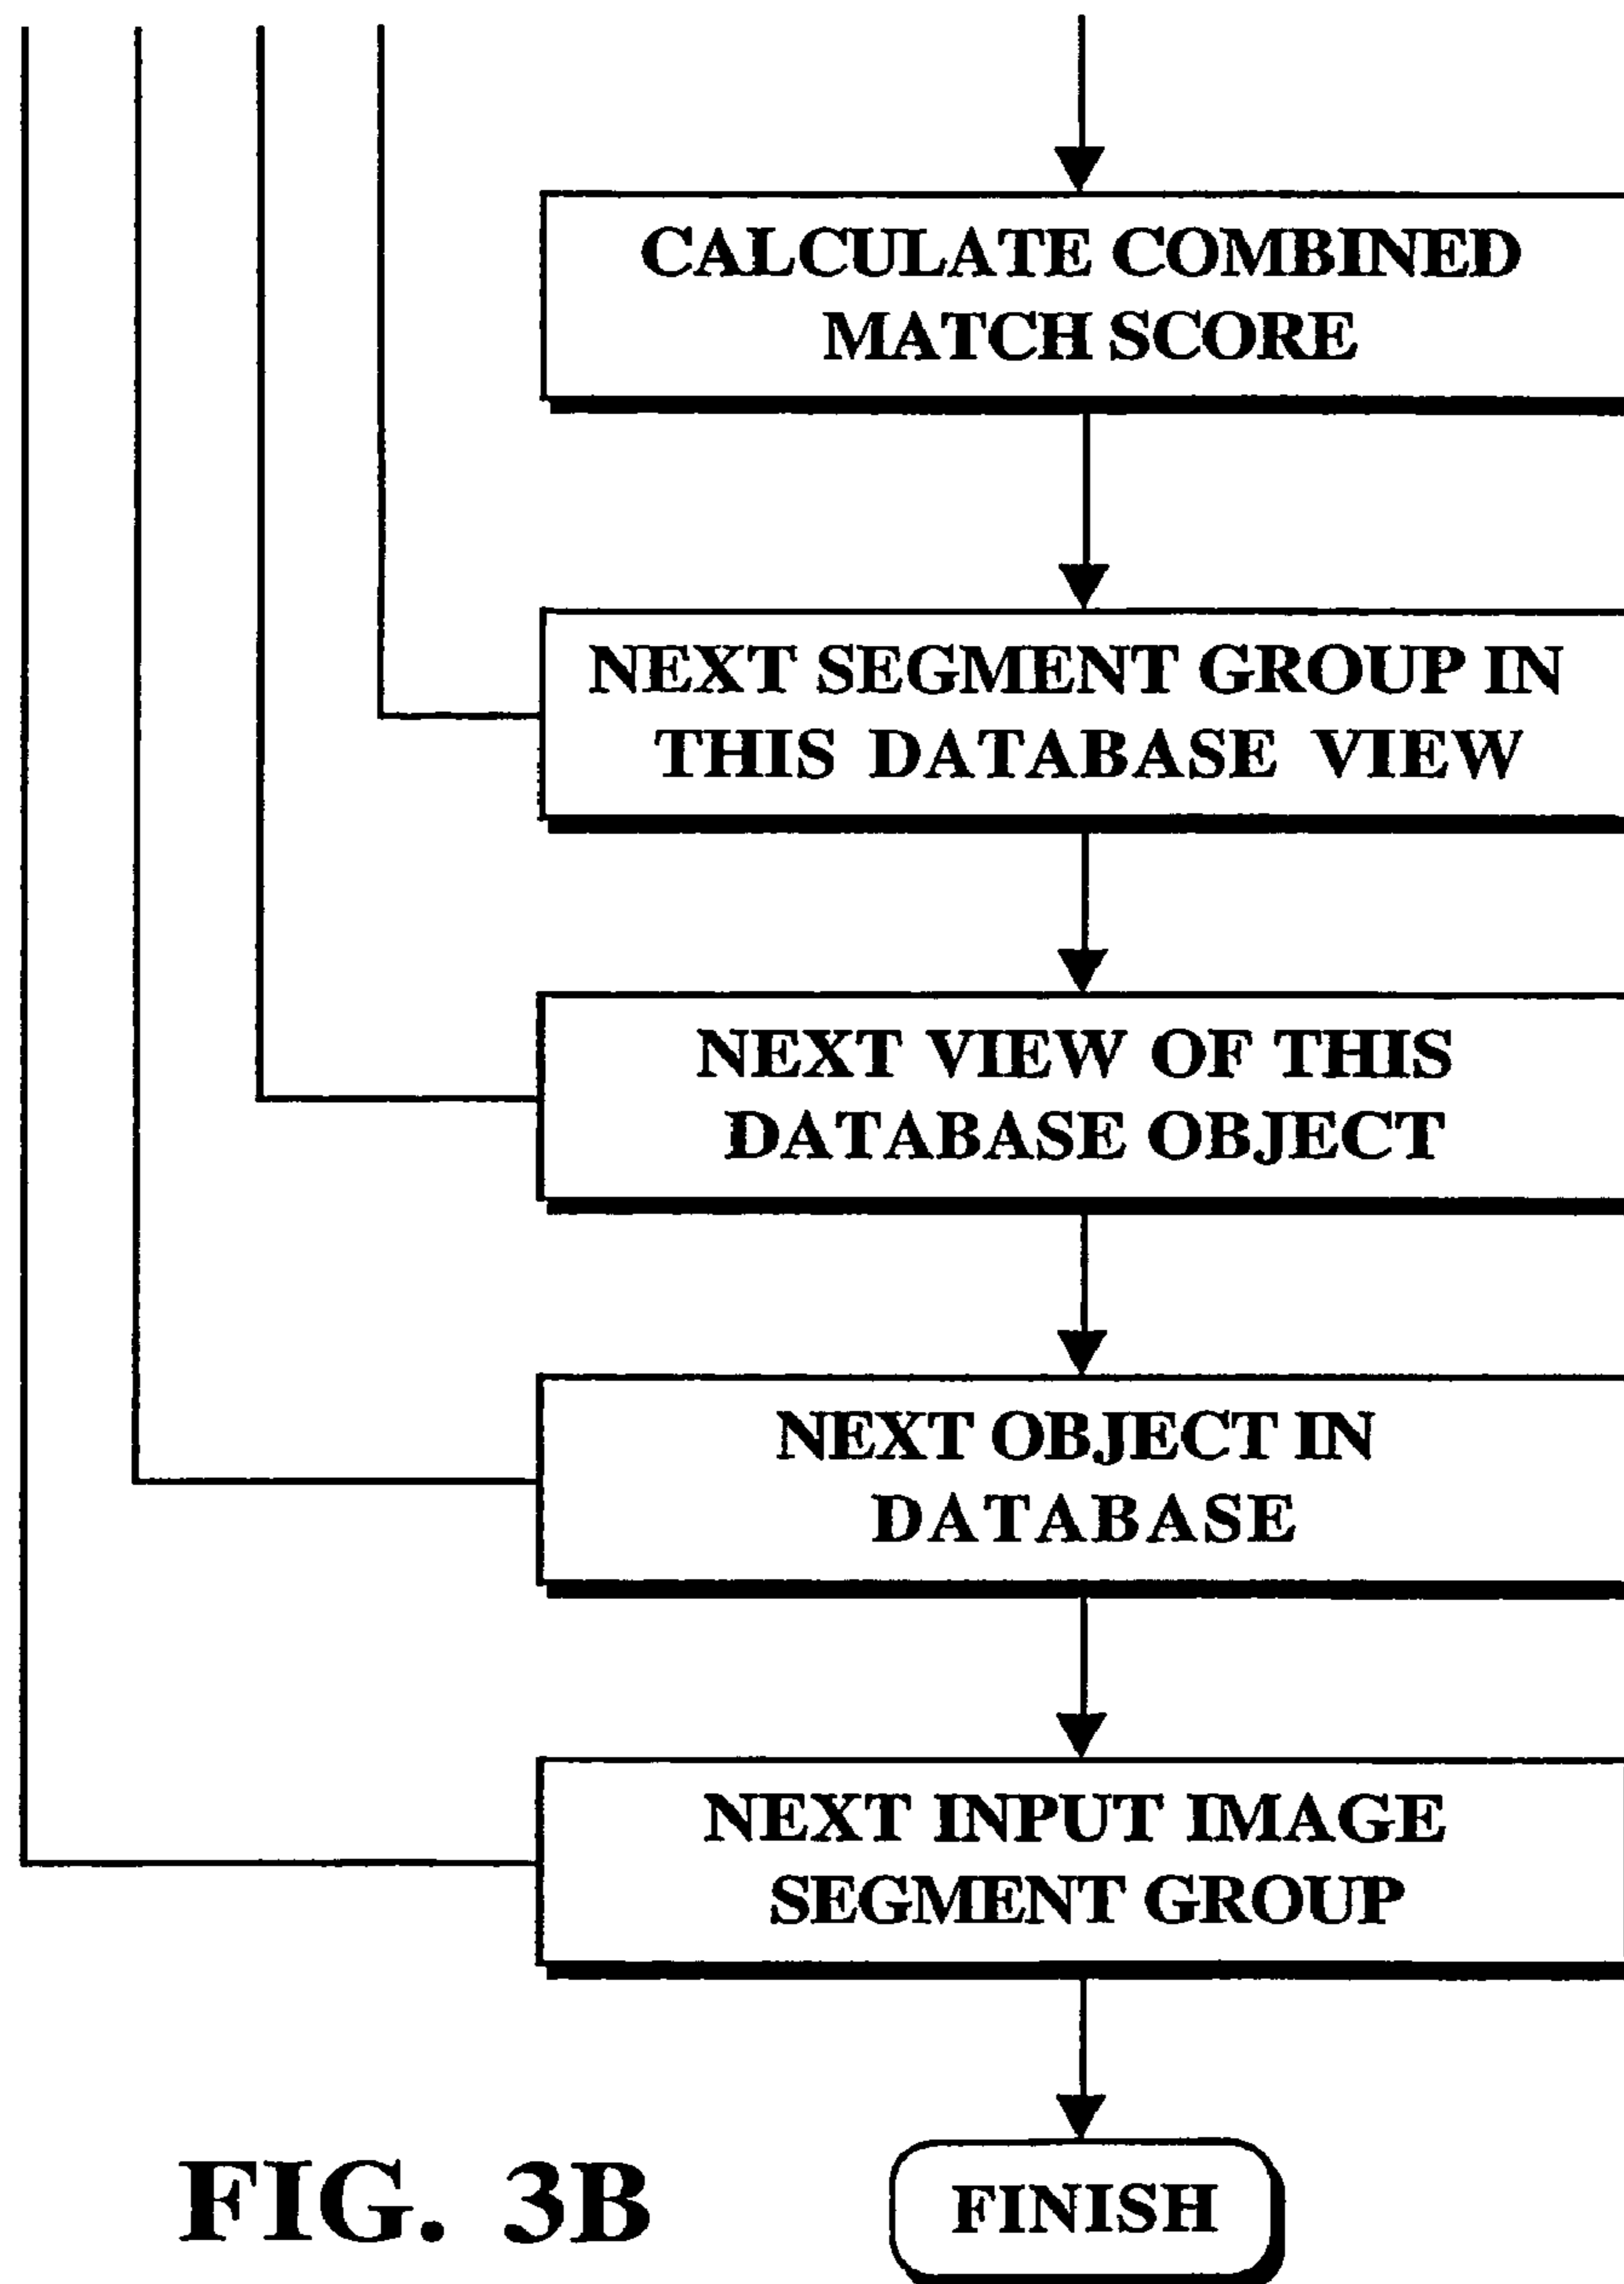 CALCULATE COMBINED
MATCH SCORE
NEXT SEGMENT GROUP IN
THIS DATABASE VIEW
NEXT VIEW OF THIS
DATABASE OBJECT
NEXT OBJECT IN
DATABASE
NEXT INPUT IMAGE
SEGMENT GROUP
FINISH
FIG. 3B